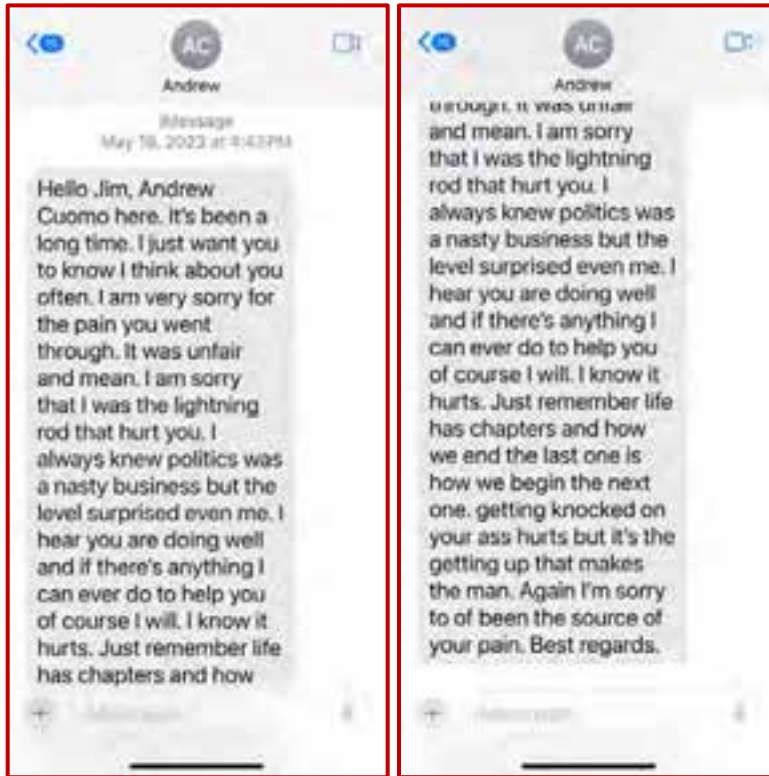 AC
Andrew
iMessage
May 18, 2023 at 4:43 PM
Hello Jim, Andrew
Cuomo here. It's been a
long time. I just want you
to know I think about you
often. I am very sorry for
the pain you went
through. It was unfair
and mean. I am sorry
that I was the lightning
rod that hurt you. I
always knew politics was
a nasty business but the
level surprised even me. I
hear you are doing well
and if there's anything I
can ever do to help you
of course I will. I know it
hurts. Just remember life
has chapters and how
AC
Andrew
through. It was unfair
and mean. I am sorry
that I was the lightning
rod that hurt you. I
always knew politics was
a nasty business but the
level surprised even me. I
hear you are doing well
and if there's anything I
can ever do to help you
of course I will. I know it
hurts. Just remember life
has chapters and how
we end the last one is
how we begin the next
one. getting knocked on
your ass hurts but it's the
getting up that makes
the man. Again I'm sorry
to of been the source of
your pain. Best regards.